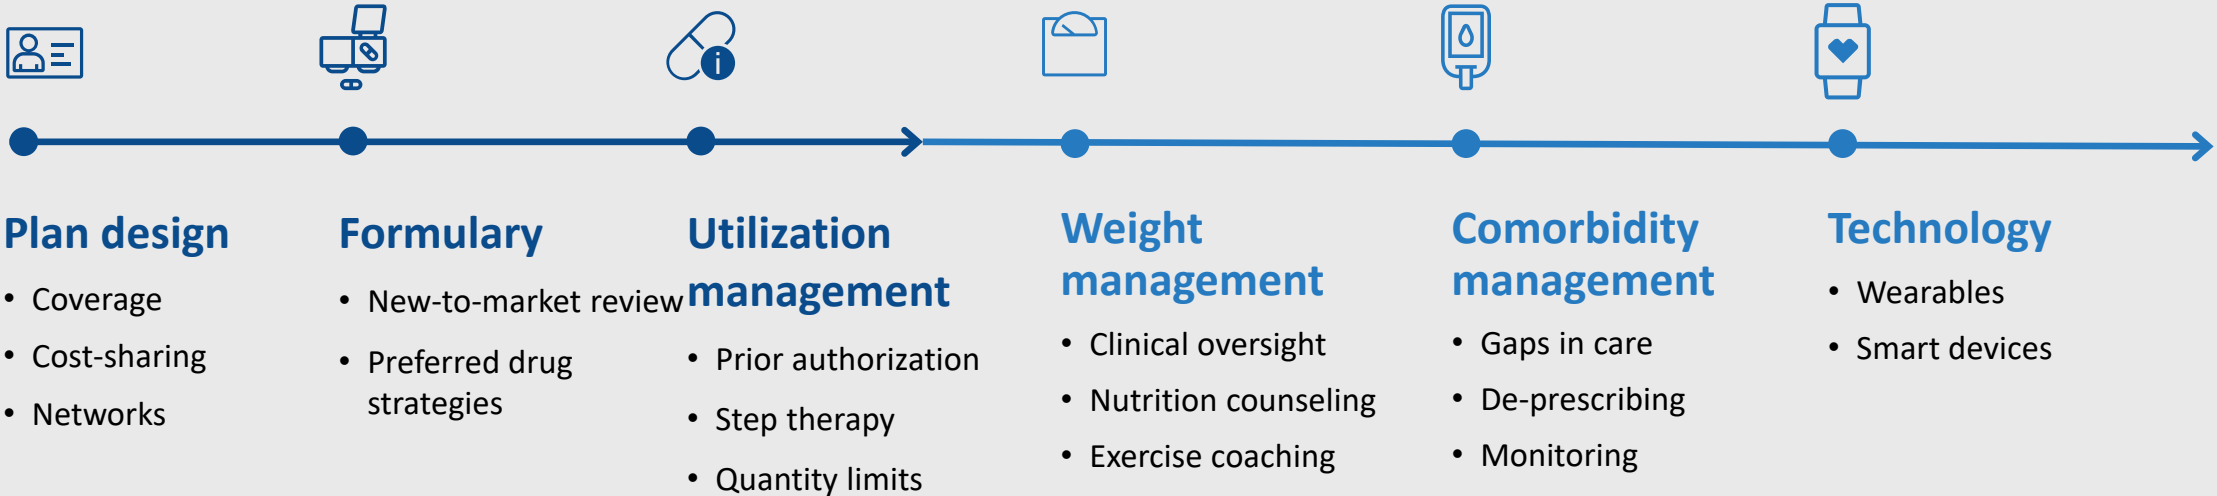 i
Plan design
• Coverage
• Cost-sharing
• Networks
Formulary
• New-to-market review
• Preferred drug
strategies
Utilization
management
• Prior authorization
• Step therapy
• Quantity limits
Weight
management
• Clinical oversight
• Nutrition counseling
• Exercise coaching
Comorbidity
management
• Gaps in care
• De-prescribing
• Monitoring
Technology
• Wearables
• Smart devices